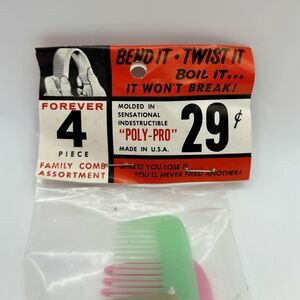 BEND IT • TWIST IT
BOIL IT...
IT WON'T BREAK!
FOREVER
4
PIECE
FAMILY COMB
ASSORTMENT
MOLDED IN
SENSATIONAL
INDESTRUCTIBLE
"POLY-PRO"
MADE IN U.S.A.
29¢
UNLESS YOU LOSE IT
YOU'LL NEVER NEED ANOTHER!